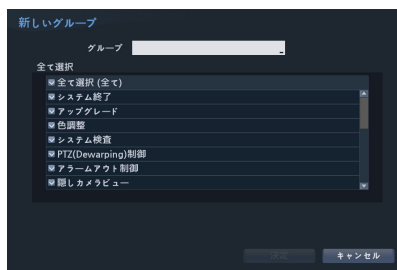 新しいグループ
グループ
全て選択
全て選択 (全て)
システム終了
アップグレード
色調整
システム検査
PTZ(Dewarping)制御
アラームアウト制御
隠しカメラビュー
決定 キャンセル